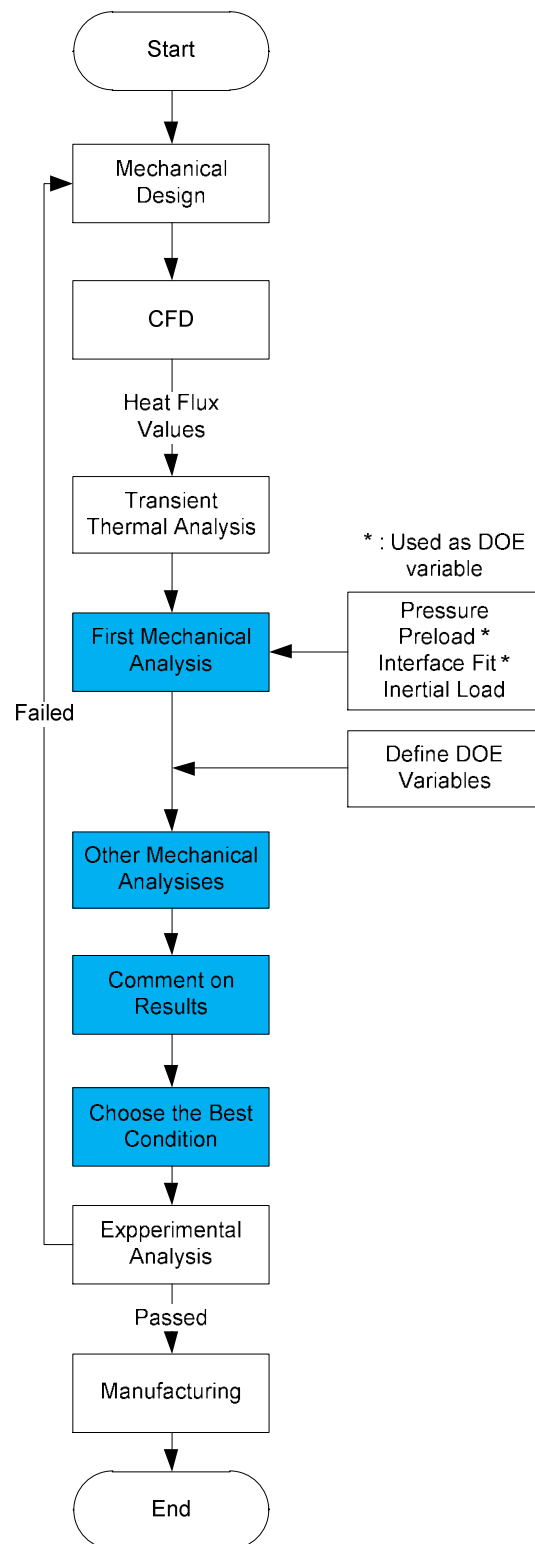 Start
Mechanical
Design
CFD
Heat Flux
Values
Transient
Thermal Analysis
* : Used as DOE
variable
First Mechanical
Analysis
Pressure
Preload *
Interface Fit *
Inertial Load
Failed
Define DOE
Variables
Other Mechanical
Analysises
Comment on
Results
Choose the Best
Condition
Expperimental
Analysis
Passed
Manufacturing
End